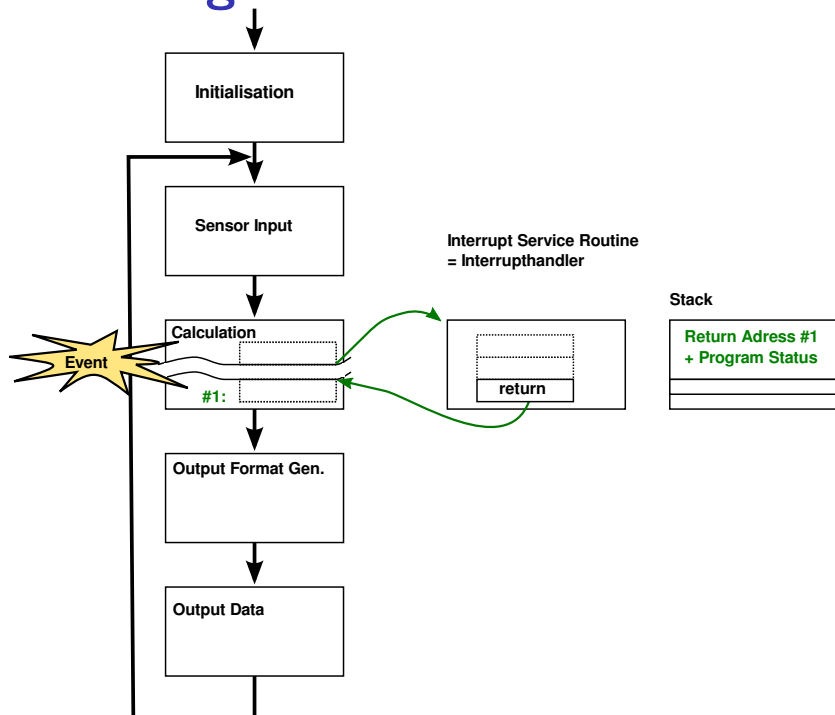 g
Initialisation
Sensor Input
Interrupt Service Routine
= Interrupthandler
Stack
Calculation
Return Adress #1
+ Program Status
Event
return
#1:
Output Format Gen.
Output Data